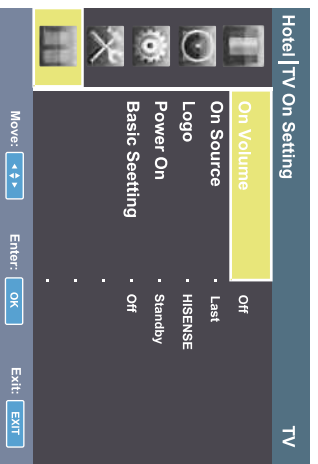 Hotel|TV On Setting TV
On Volume Off
On Source Last
Logo HISENSE
Power On Standby
Basic Seetting Off
Move: Enter: OK Exit: EXIT